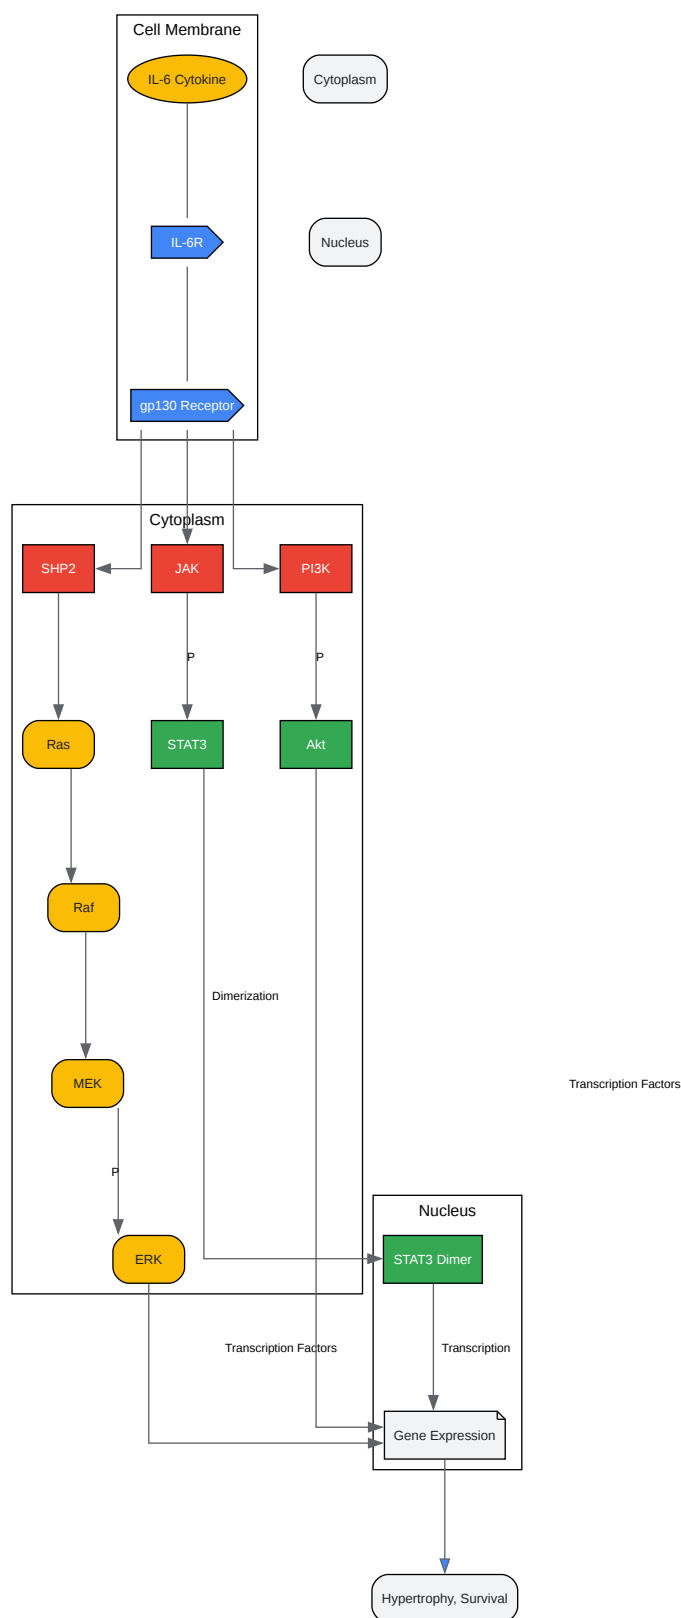 Cell Membrane
IL-6 Cytokine
Cytoplasm
IL-6R
Nucleus
gp130 Receptor
Cytoplasm
SHP2
JAK
PI3K
P
P
Ras
STAT3
Akt
Raf
Dimerization
MEK
Transcription Factors
P
Nucleus
ERK
STAT3 Dimer
Transcription Factors
Transcription
Gene Expression
Hypertrophy, Survival